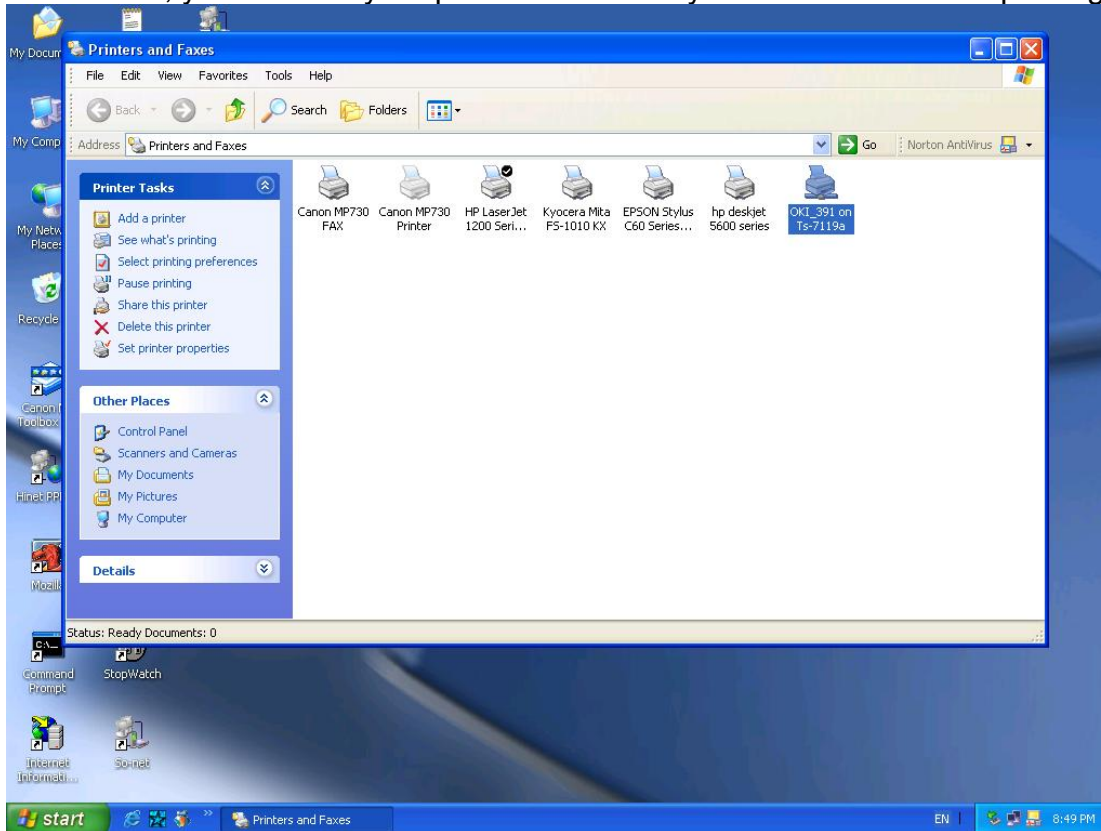 Printers and Faxes
File Edit View Favorites Tools Help
Back Search Folders
Address Printers and Faxes Go Norton AntiVirus
Printer Tasks
Add a printer
See what's printing
Select printing preferences
Pause printing
Share this printer
Delete this printer
Set printer properties
Other Places
Control Panel
Scanners and Cameras
My Documents
My Pictures
My Computer
Details
Canon MP730
FAX
Canon MP730
Printer
HP LaserJet
1200 Seri...
Kyocera Mita
FS-1010 KX
EPSON Stylus
C60 Series...
hp deskjet
5600 series
OKI_391 on
Ts-7119a
Status: Ready Documents: 0
My Docum
My Comp
My Netw
Places
Recycle
Canon
Toolbox
Hinet PP
Mozill
Command
Prompt
StopWatch
Internet
Informati...
So-net
start Printers and Faxes EN 8:49 PM